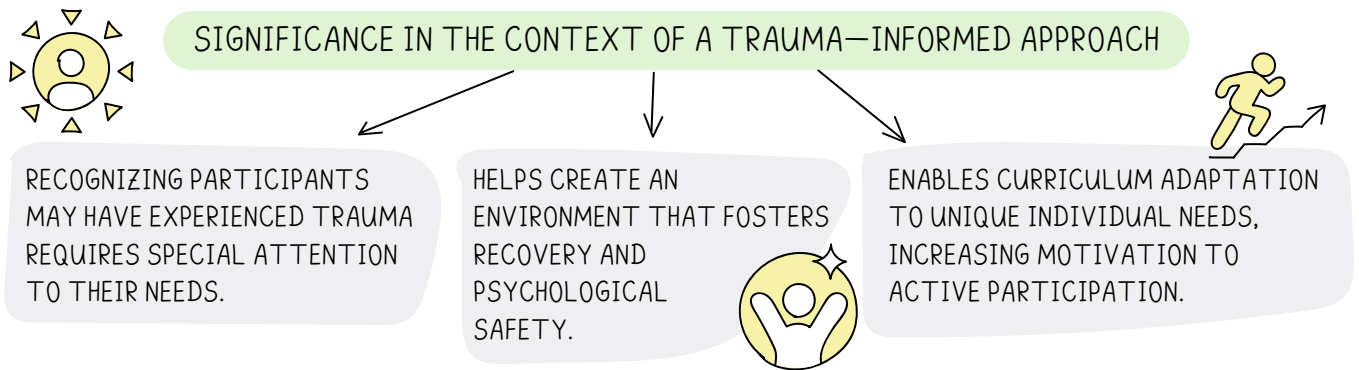 SIGNIFICANCE IN THE CONTEXT OF A TRAUMA—INFORMED APPROACH
RECOGNIZING PARTICIPANTS
MAY HAVE EXPERIENCED TRAUMA
REQUIRES SPECIAL ATTENTION
TO THEIR NEEDS.
HELPS CREATE AN
ENVIRONMENT THAT FOSTERS
RECOVERY AND
PSYCHOLOGICAL
SAFETY.
ENABLES CURRICULUM ADAPTATION
TO UNIQUE INDIVIDUAL NEEDS,
INCREASING MOTIVATION TO
ACTIVE PARTICIPATION.